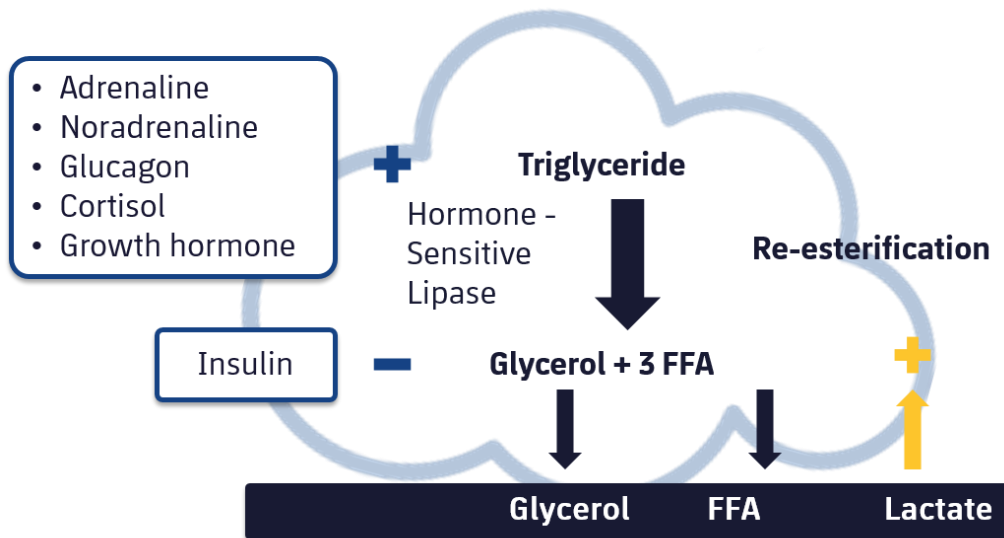 • Adrenaline
• Noradrenaline
• Glucagon
• Cortisol
• Growth hormone
+
Triglyceride
Hormone -
Sensitive
Lipase
Re-esterification
Insulin
−
Glycerol + 3 FFA
+
Glycerol
FFA
Lactate